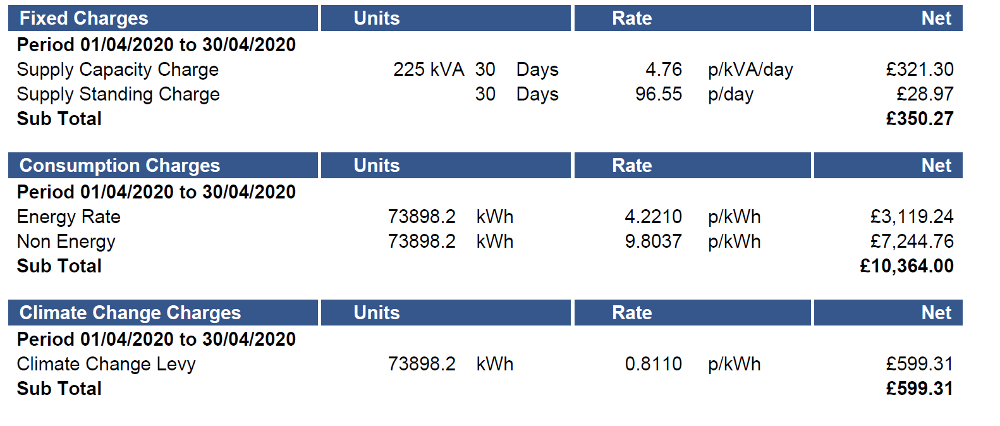 Fixed Charges Units Rate Net
Period 01/04/2020 to 30/04/2020
Supply Capacity Charge 225 kVA 30 Days 4.76 p/kVA/day £321.30
Supply Standing Charge 30 Days 96.55 p/day £28.97
Sub Total £350.27
Consumption Charges Units Rate Net
Period 01/04/2020 to 30/04/2020
Energy Rate 73898.2 kWh 4.2210 p/kWh £3,119.24
Non Energy 73898.2 kWh 9.8037 p/kWh £7,244.76
Sub Total £10,364.00
Climate Change Charges Units Rate Net
Period 01/04/2020 to 30/04/2020
Climate Change Levy 73898.2 kWh 0.8110 p/kWh £599.31
Sub Total £599.31